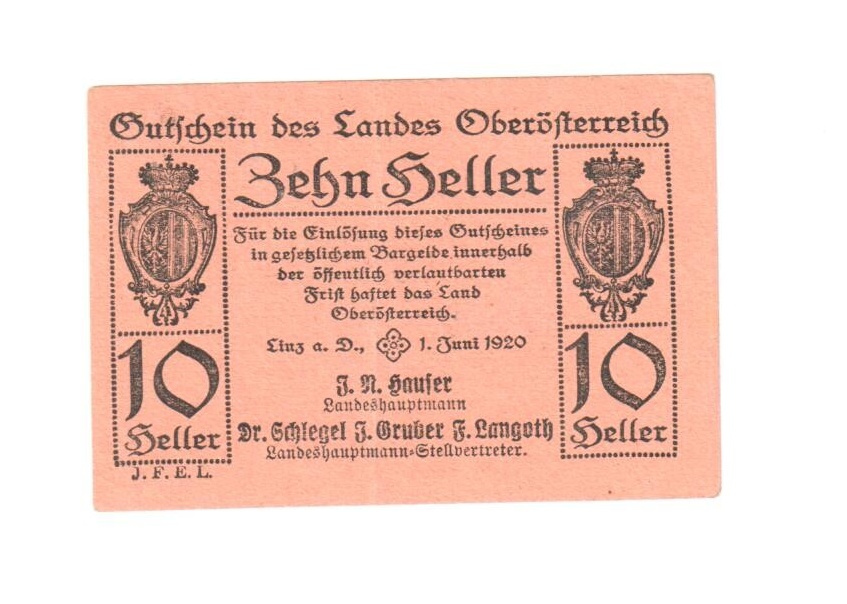 Gutschein des Landes Oberösterreich
Zehn Heller
Für die Einlösung dieses Gutscheines
in gesetzlichem Bargelde innerhalb
der öffentlich verlautbarten
Frist haftet das Land
Oberösterreich.
Linz a. D., 1. Juni 1920
J. N. Hauser
Landeshauptmann
Dr. Schlegel J. Gruber F. Langoth
Landeshauptmann-Stellvertreter.
10
Heller
10
Heller
J. F. E. L.